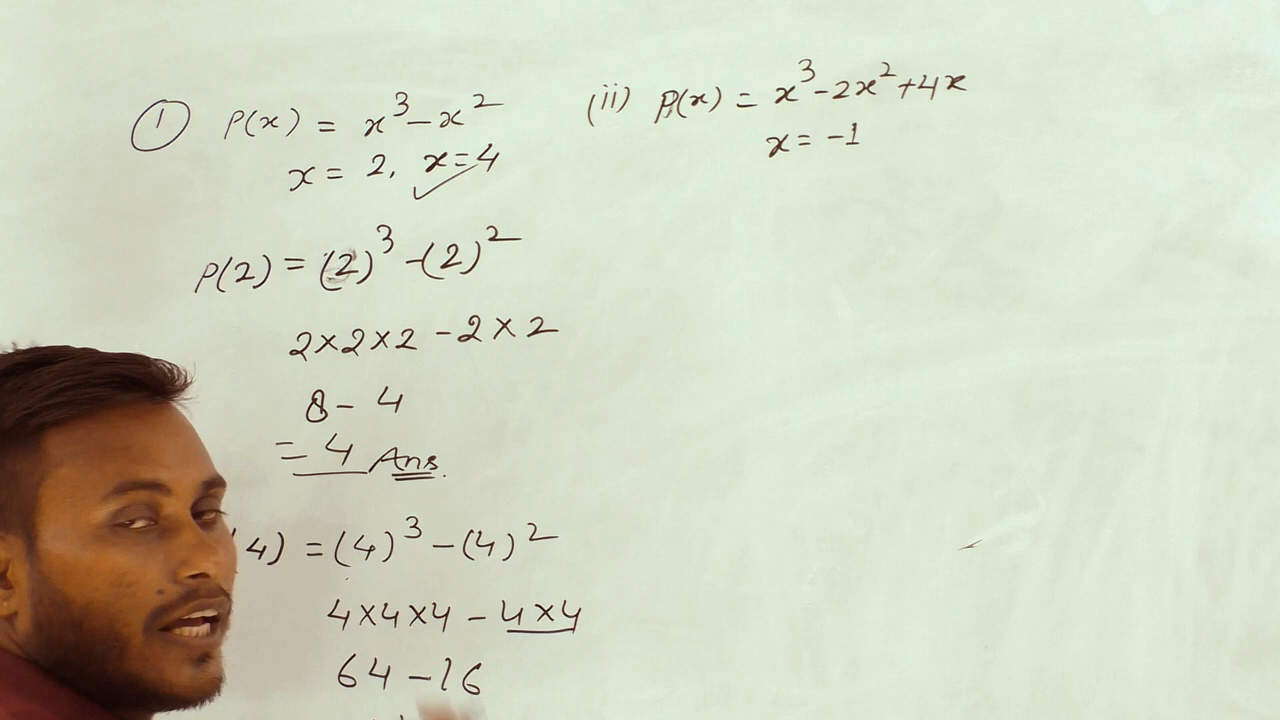 ① P(x) = x³-x²
x = 2, x=4
P(2) = (2)³-(2)²
2×2×2 -2×2
8- 4
= 4 Ans.
4) =(4)³-(4)²
4×4×4 - 4×4
64 -16
(ii) P(x) = x³-2x²+4x
x= -1